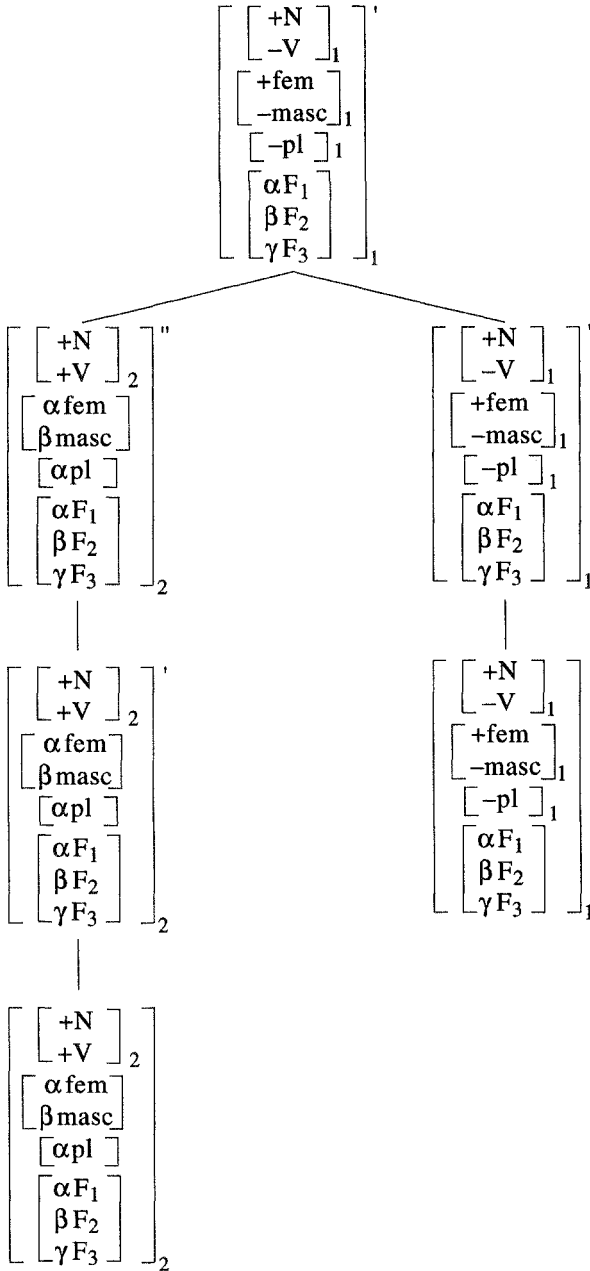 +N '
−V 1
+fem
−masc 1
−pl 1
αF1
βF2
γF3 1
+N "
+V 2
αfem
βmasc
αpl
αF1
βF2
γF3 2
+N '
−V 1
+fem
−masc 1
−pl 1
αF1
βF2
γF3 1
+N '
+V 2
αfem
βmasc
αpl
αF1
βF2
γF3 2
+N
−V 1
+fem
−masc 1
−pl 1
αF1
βF2
γF3 1
+N
+V 2
αfem
βmasc
αpl
αF1
βF2
γF3 2